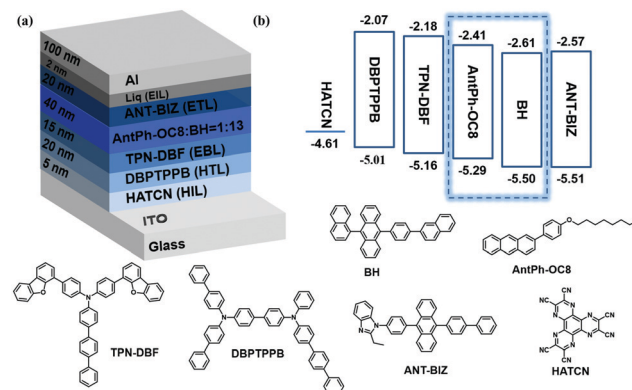 (a)
100 nm
2 nm
20 nm
40 nm
15 nm
20 nm
5 nm
Al
Liq (EIL)
ANT-BIZ (ETL)
AntPh-OC8:BH=1:13
TPN-DBF (EBL)
DBPTPPB (HTL)
HATCN (HIL)
ITO
Glass
(b)
HATCN
-4.61
-2.07
DBPTPPB
-5.01
-2.18
TPN-DBF
-5.16
-2.41
AntPh-OC8
-5.29
-2.61
BH
-5.50
-2.57
ANT-BIZ
-5.51
BH
O
AntPh-OC8
O
N
O
TPN-DBF
N
N
DBPTPPB
N
N
ANT-BIZ
CN
CN
N
N
NC
N
N
CN
NC
N
N
CN
HATCN